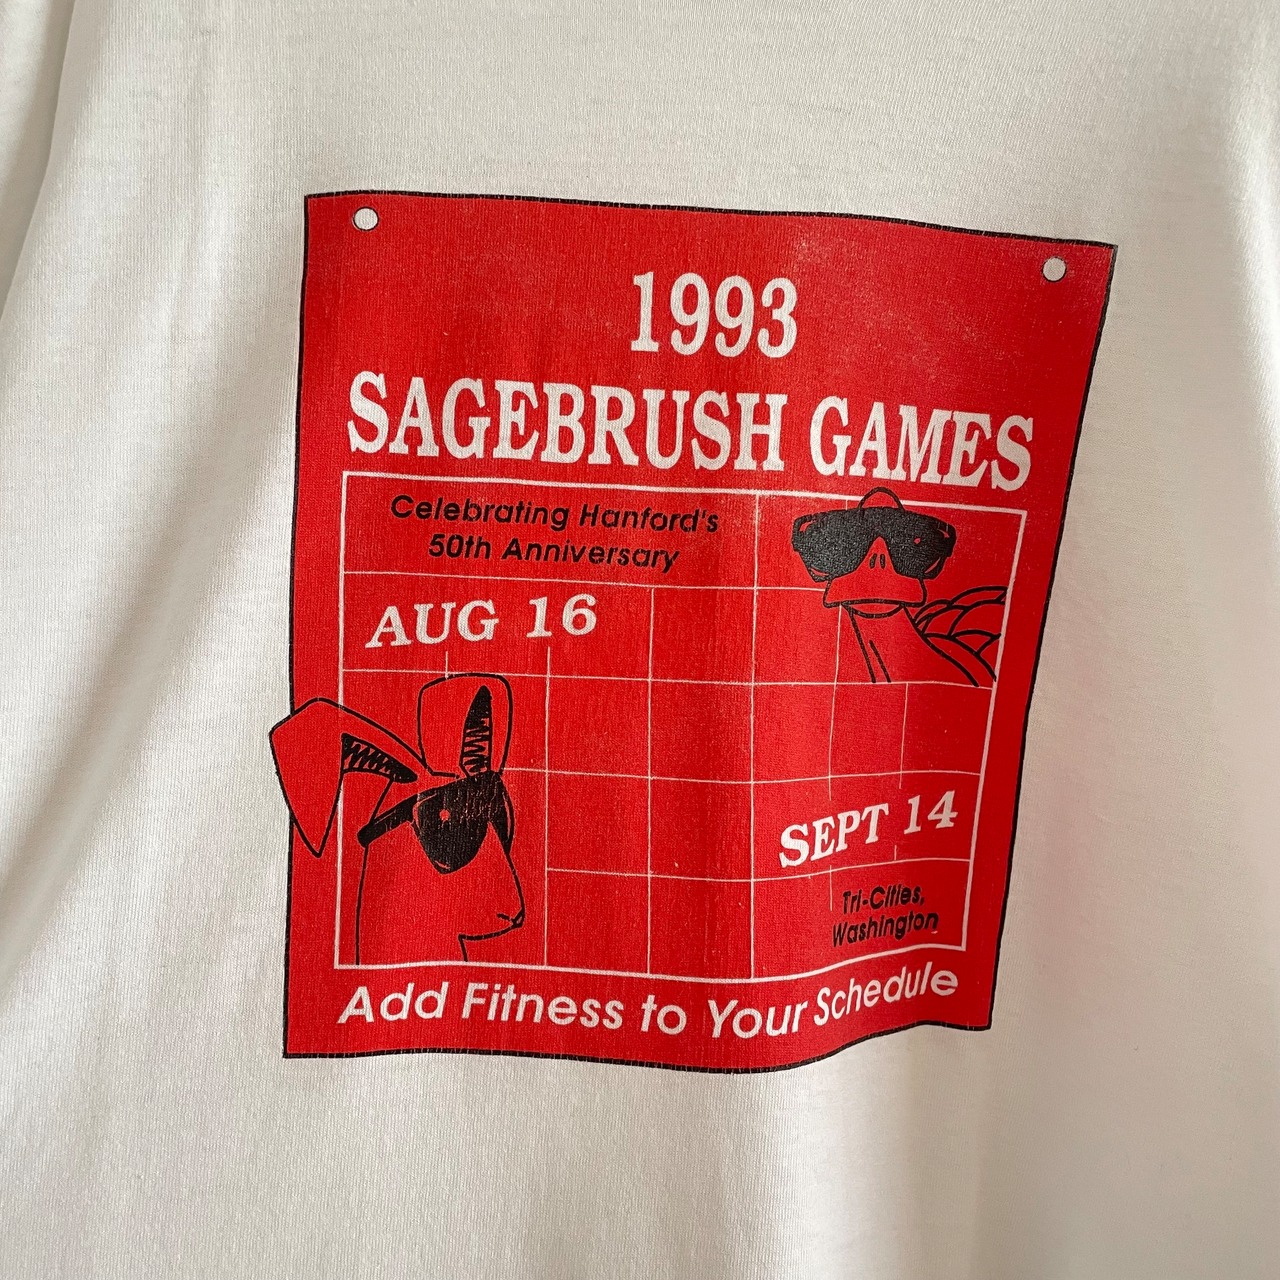 1993
SAGEBRUSH GAMES
Celebrating Hanford's
50th Anniversary
AUG 16
SEPT 14
Tri-Cities,
Washington
Add Fitness to Your Schedule